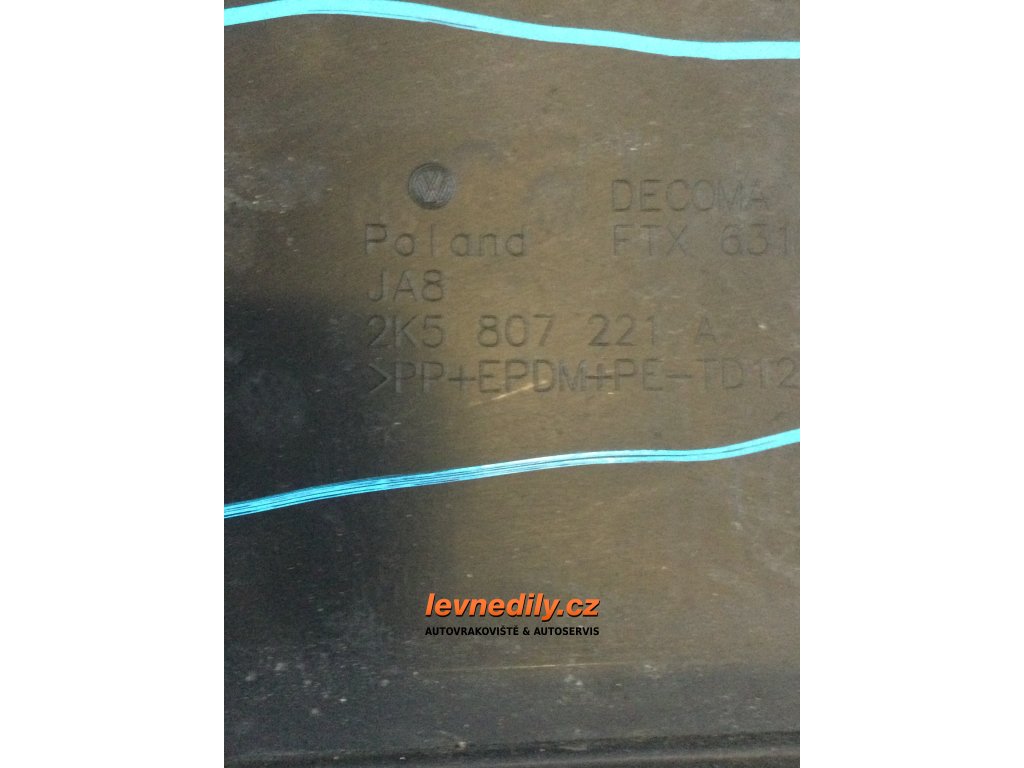 DECOMA
Poland FTX 631
JA8
2K5 807 221 A
>PP+EPDM+PE-TD12
levnedily.cz
AUTOVRAKOVIŠTĚ & AUTOSERVIS